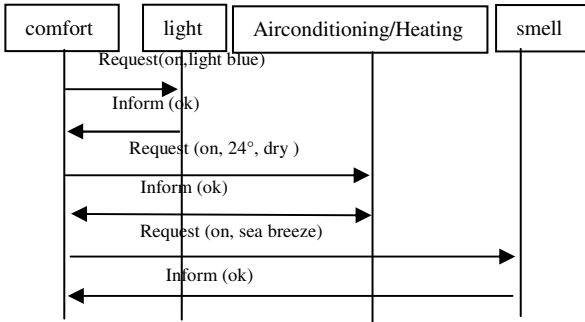 comfort light Airconditioning/Heating smell
Request(on,light blue)
Inform (ok)
Request (on, 24°, dry )
Inform (ok)
Request (on, sea breeze)
Inform (ok)